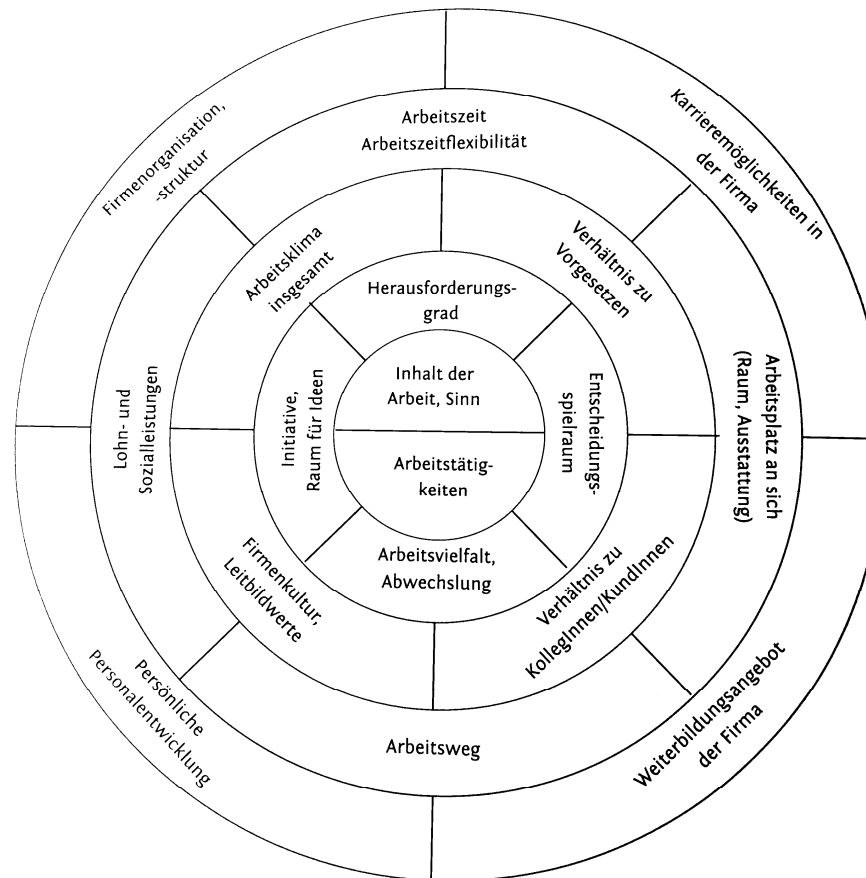 Firmenorganisation,
-struktur
Karrieremöglichkeiten in
der Firma
Arbeitszeit
Arbeitszeitflexibilität
Arbeitsklima
insgesamt
Verhältnis zu
Vorgesetzen
Herausforderungs-
grad
Inhalt der
Arbeit, Sinn
Lohn- und
Sozialleistungen
Initiative,
Raum für Ideen
Entscheidungs-
spielraum
Arbeitsplatz an sich
(Raum, Ausstattung)
Arbeitstätig-
keiten
Arbeitsvielfalt,
Abwechslung
Firmenkultur,
Leitbildwerte
Verhältnis zu
KollegInnen/KundInnen
Arbeitsweg
Persönliche
Personalentwicklung
Weiterbildungsangebot
der Firma